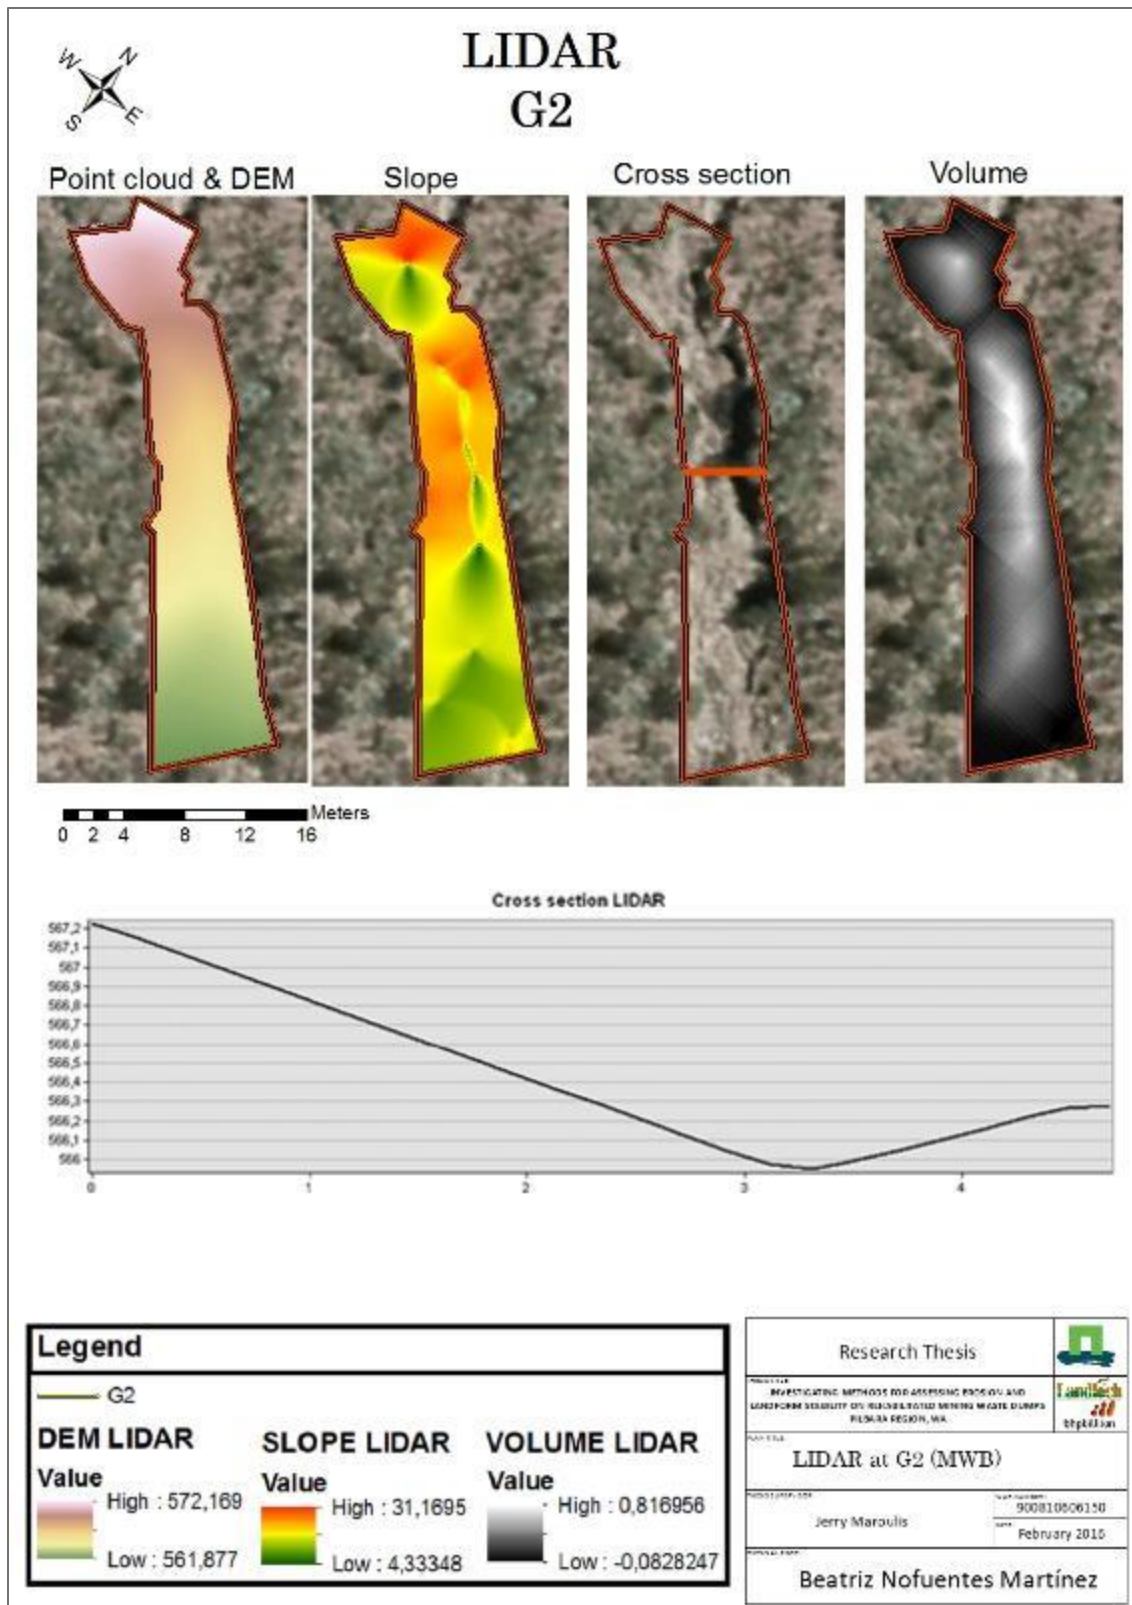 LIDAR
G2
W N
S E
Point cloud & DEM
Slope
Cross section
Volume
Meters
0 2 4 8 12 16
Cross section LIDAR
567,2
567,1
567
566,9
566,8
566,7
566,6
566,5
566,4
566,3
566,2
566,1
566
0 1 2 3 4
Legend
G2
DEM LIDAR
Value
High : 572,169
Low : 561,877
SLOPE LIDAR
Value
High : 31,1695
Low : 4,33348
VOLUME LIDAR
Value
High : 0,816956
Low : -0,0828247
Research Thesis
INVESTIGATING METHODS FOR ASSESSING EROSION AND
LANDFORM STABILITY ON REHABILITATED MINING WASTE DUMPS
PILBARA REGION, WA
Landloch
bhpbilliton
LIDAR at G2 (MWB)
Jerry Maroulis
900810606150
February 2016
Beatriz Nofuentes Martínez